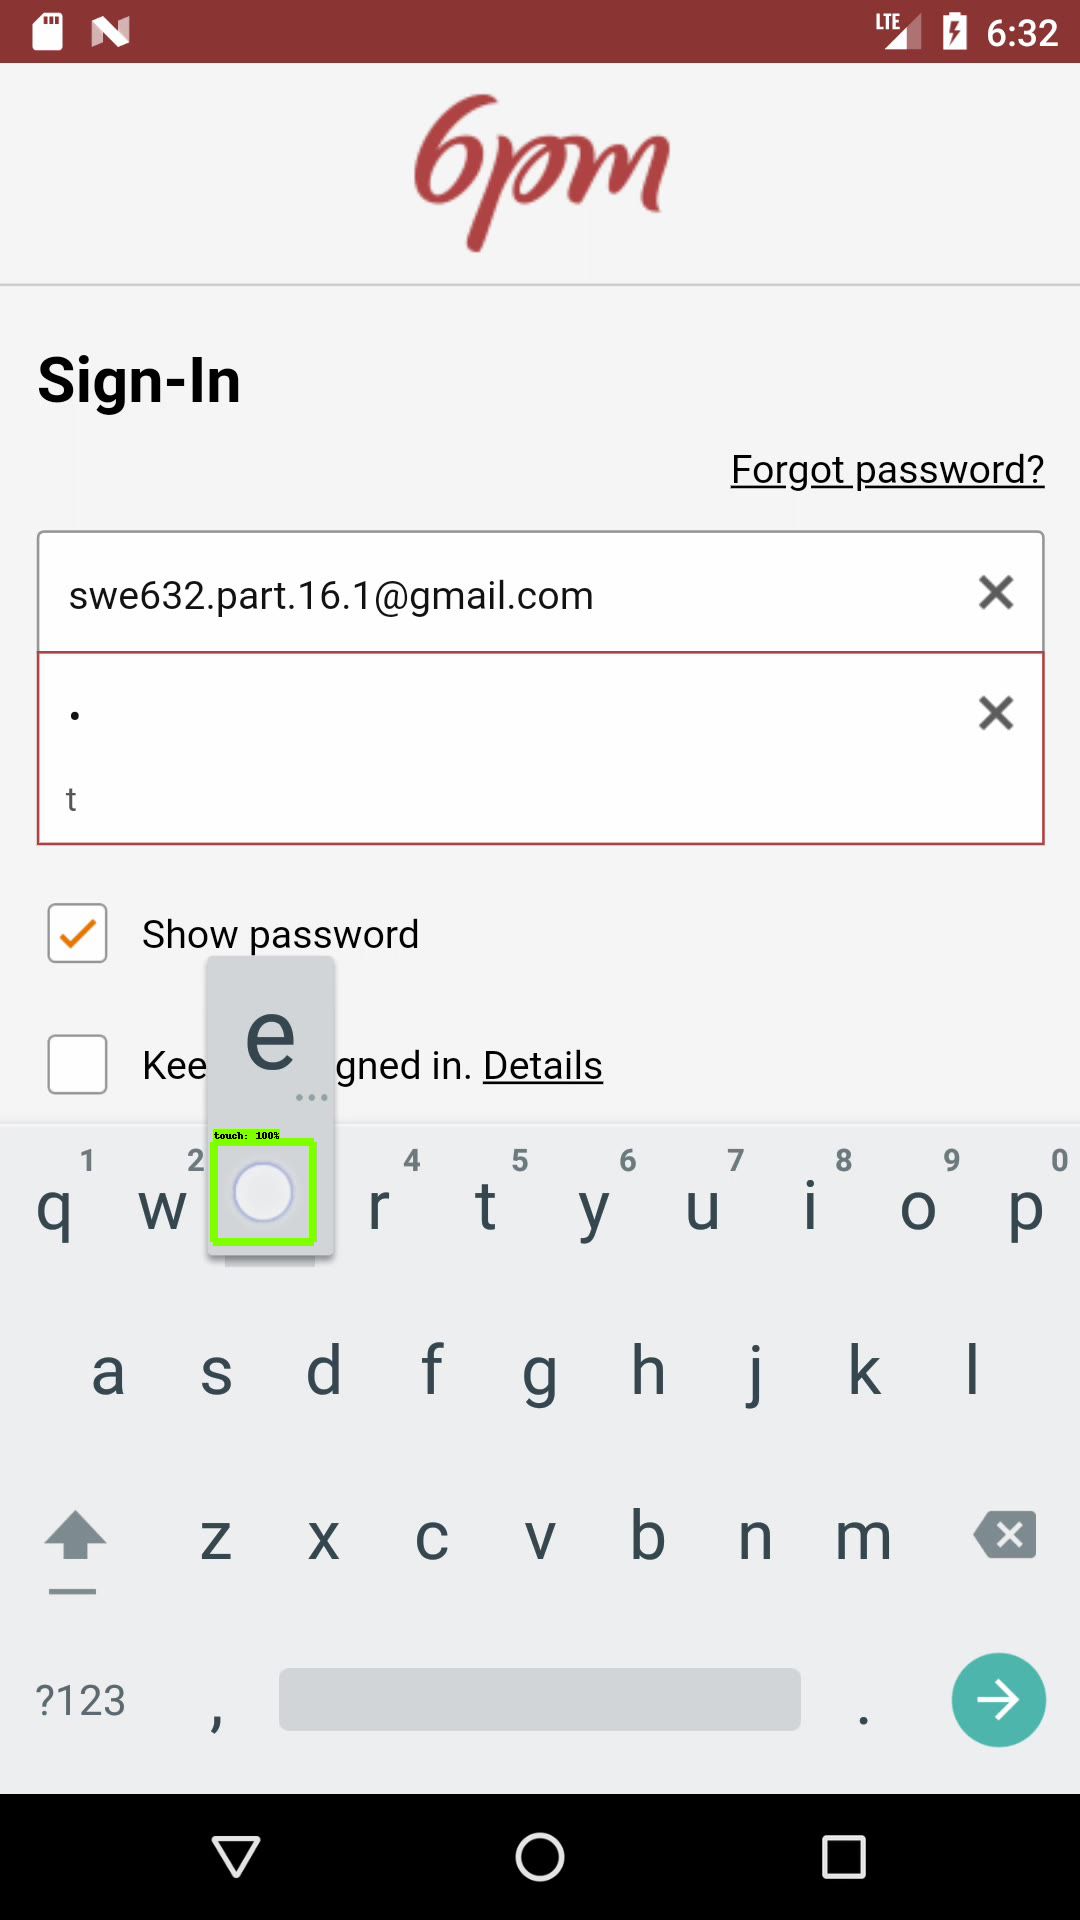 LTE 6:32
6pm
Sign-In
Forgot password?
swe632.part.16.1@gmail.com
•
t
Show password
e
Kee gned in. Details
touch: 100%
1 2 4 5 6 7 8 9 0
q w r t y u i o p
a s d f g h j k l
z x c v b n m
?123 , .